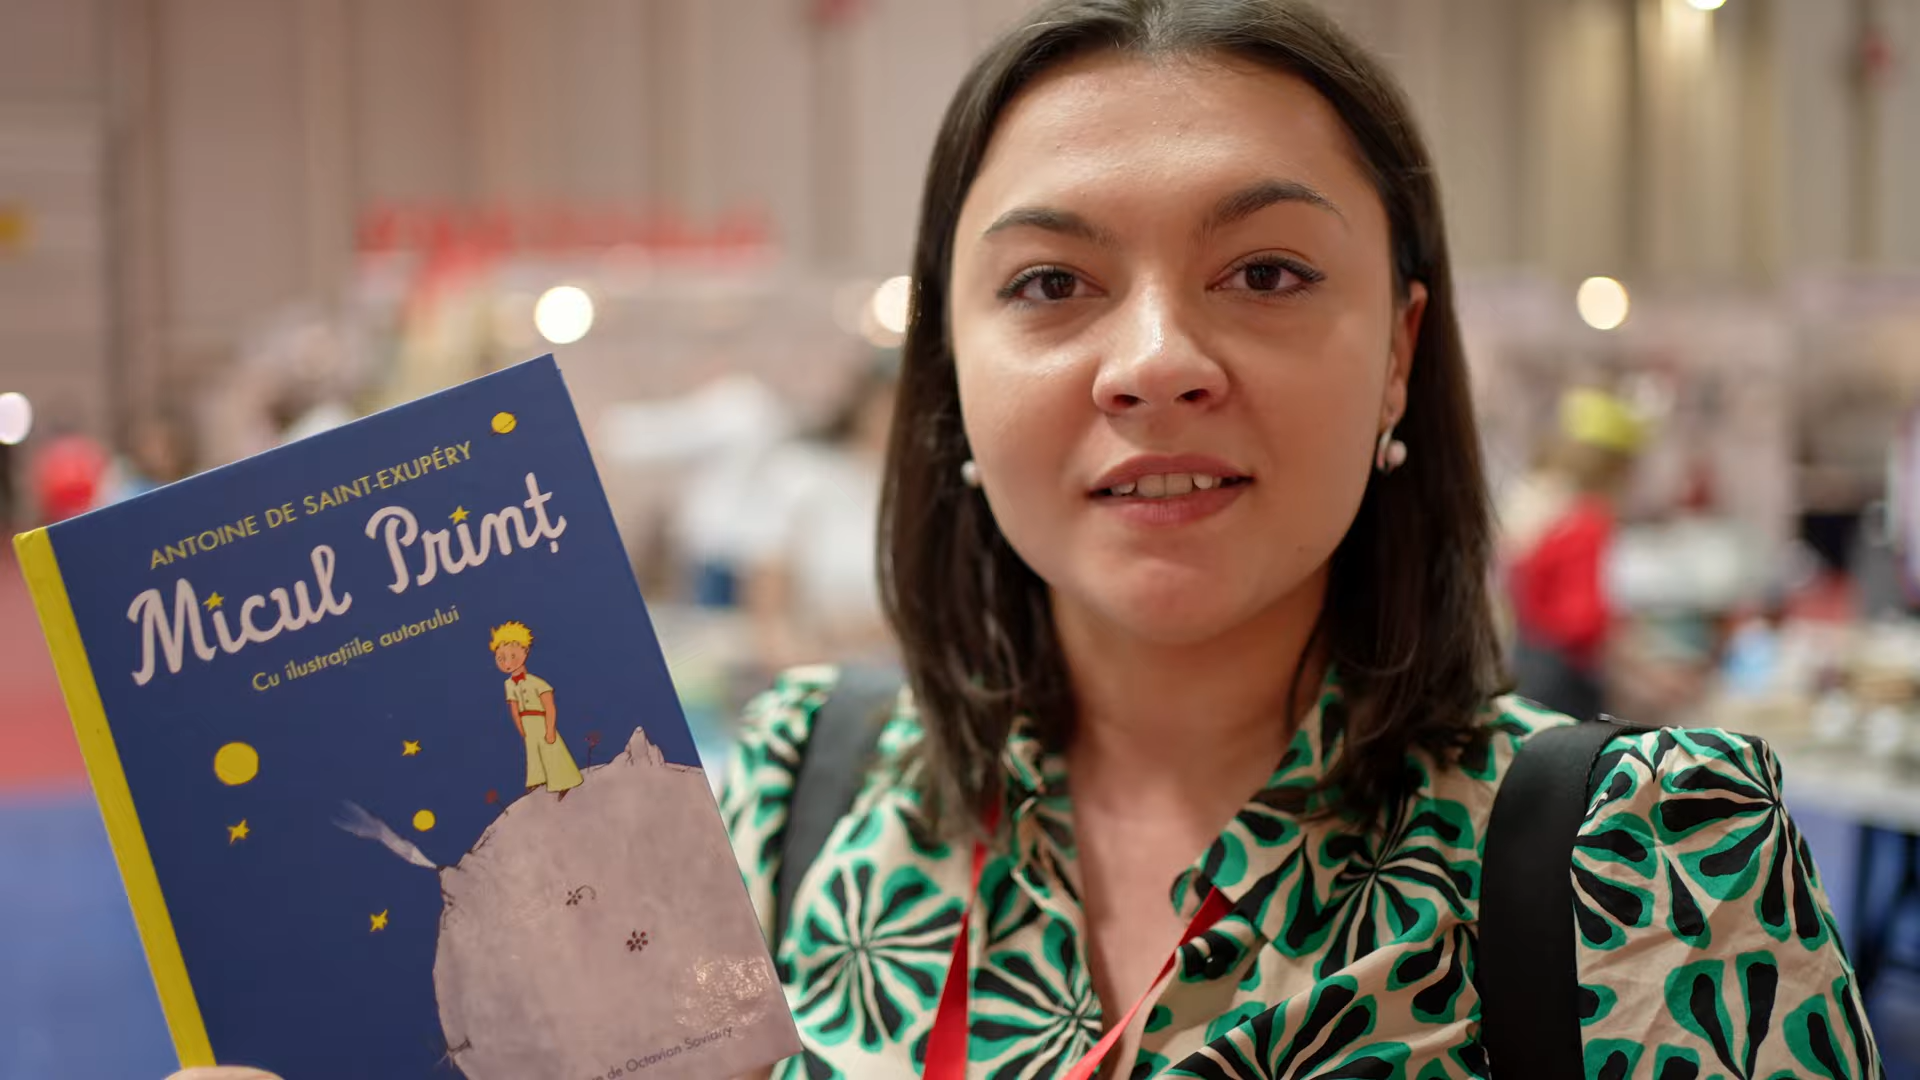 ANTOINE DE SAINT-EXUPÉRY
Micul Prinț
Cu ilustrațiile autorului
de Octavian Soviany